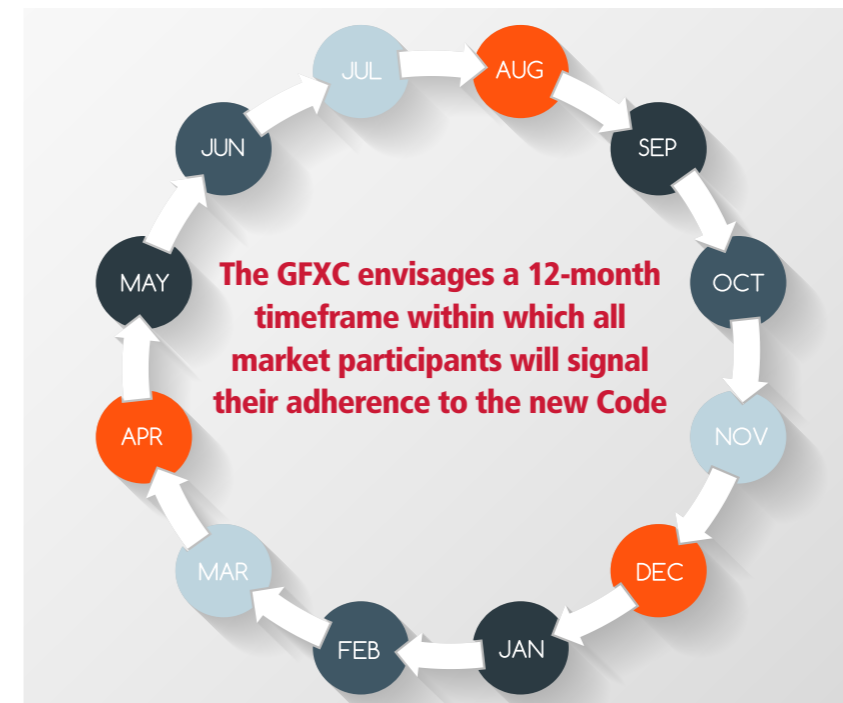 JUL
AUG
JUN
SEP
MAY
OCT
The GFXC envisages a 12-month
timeframe within which all
market participants will signal
their adherence to the new Code
APR
NOV
MAR
DEC
FEB
JAN